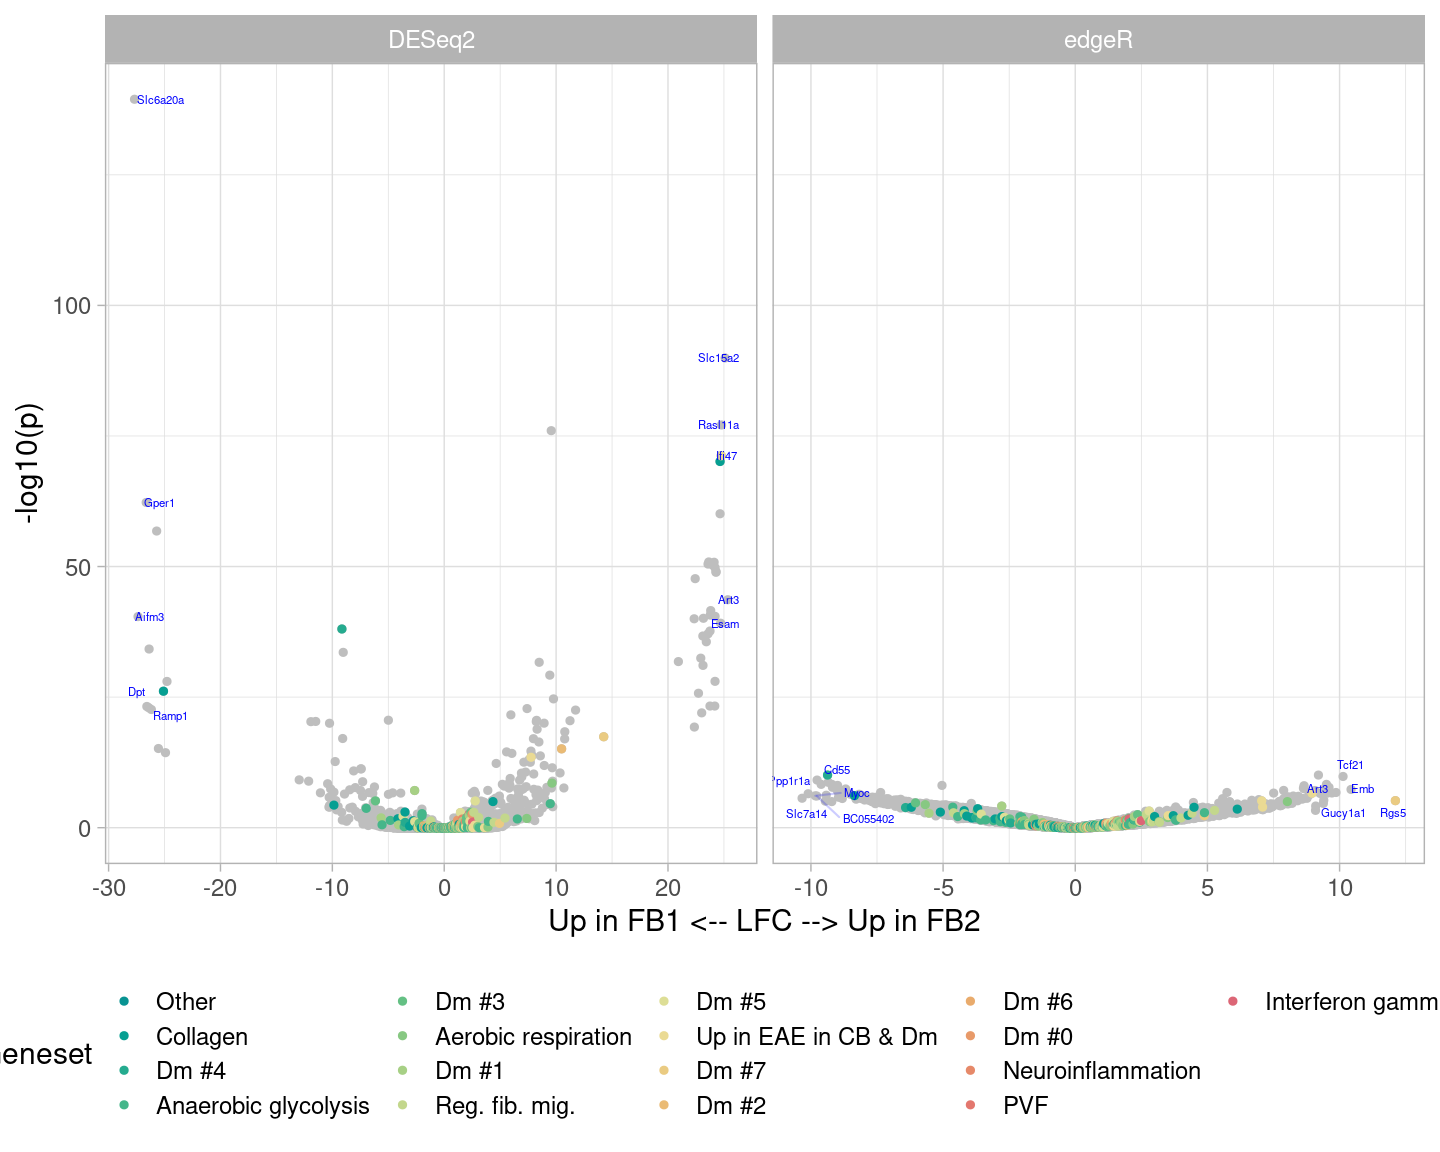 DESeq2
edgeR
-log10(p)
100
50
0
Slc6a20a
Slc15a2
Rasl11a
Ifi47
Gper1
Art3
Aifm3
Esam
Dpt
Ramp1
Cd55
Ppp1r1a
Myoc
Slc7a14
BC055402
Tcf21
Art3
Emb
Gucy1a1
Rgs5
-30 -20 -10 0 10 20
-10 -5 0 5 10
Up in FB1 <-- LFC --> Up in FB2
eneset
Other
Collagen
Dm #4
Anaerobic glycolysis
Dm #3
Aerobic respiration
Dm #1
Reg. fib. mig.
Dm #5
Up in EAE in CB & Dm
Dm #7
Dm #2
Dm #6
Dm #0
Neuroinflammation
PVF
Interferon gamm